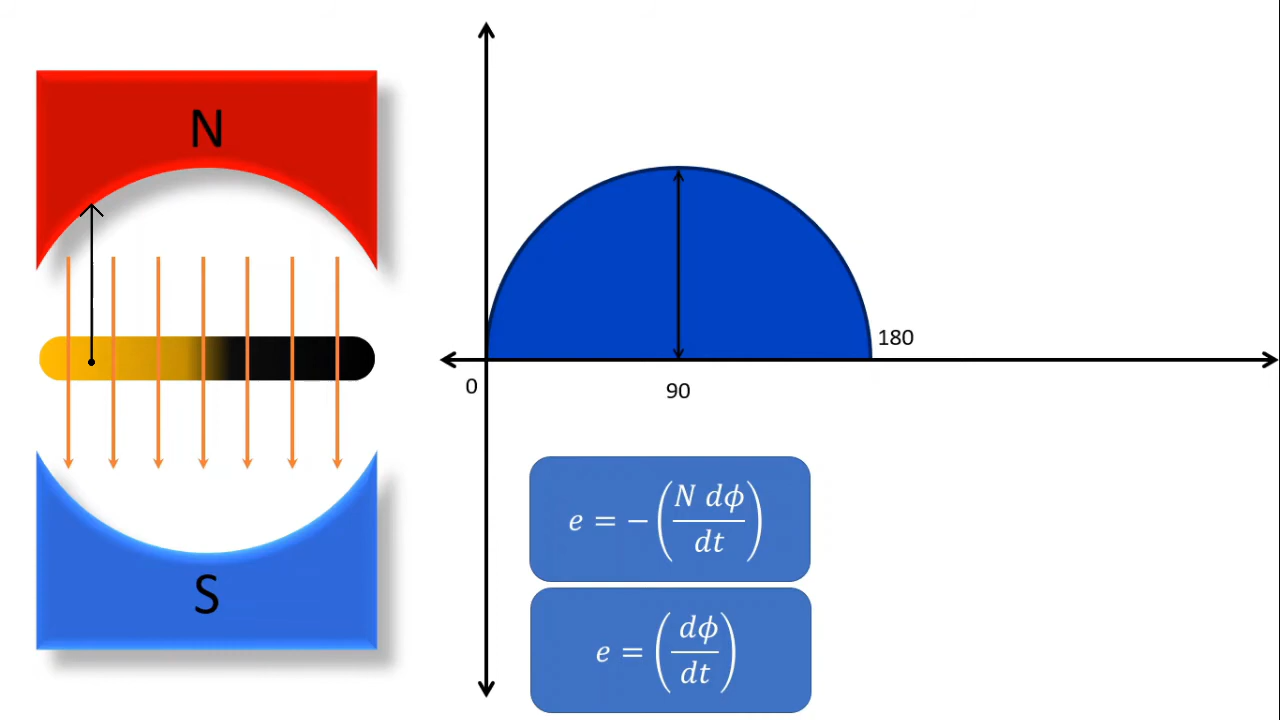 N
S
0
90
180
e = −(N dϕ/dt)
e = (dϕ/dt)